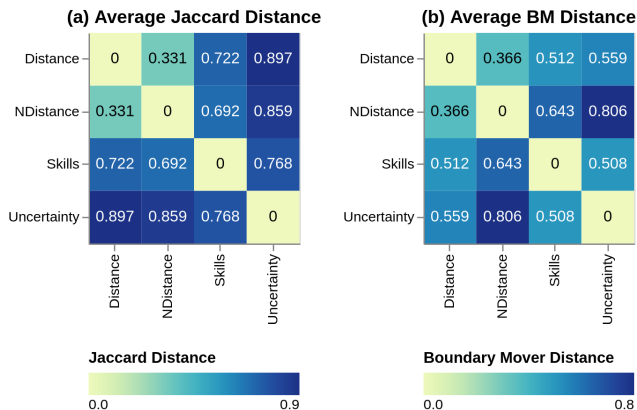 (a) Average Jaccard Distance
Distance 0 0.331 0.722 0.897
NDistance 0.331 0 0.692 0.859
Skills 0.722 0.692 0 0.768
Uncertainty 0.897 0.859 0.768 0
Distance NDistance Skills Uncertainty
Jaccard Distance
0.0 0.9
(b) Average BM Distance
Distance 0 0.366 0.512 0.559
NDistance 0.366 0 0.643 0.806
Skills 0.512 0.643 0 0.508
Uncertainty 0.559 0.806 0.508 0
Distance NDistance Skills Uncertainty
Boundary Mover Distance
0.0 0.8